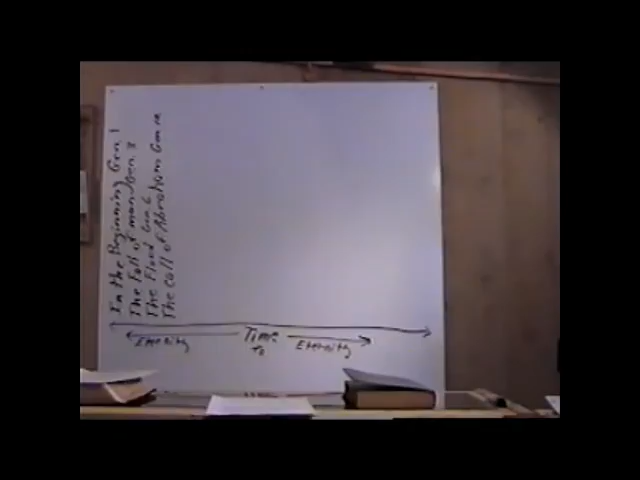 In the Beginning Gen. 1
The Fall of man Gen. 3
The Flood Gen. 6
The Call of Abraham Gen 12
Time
Eternity to Eternity